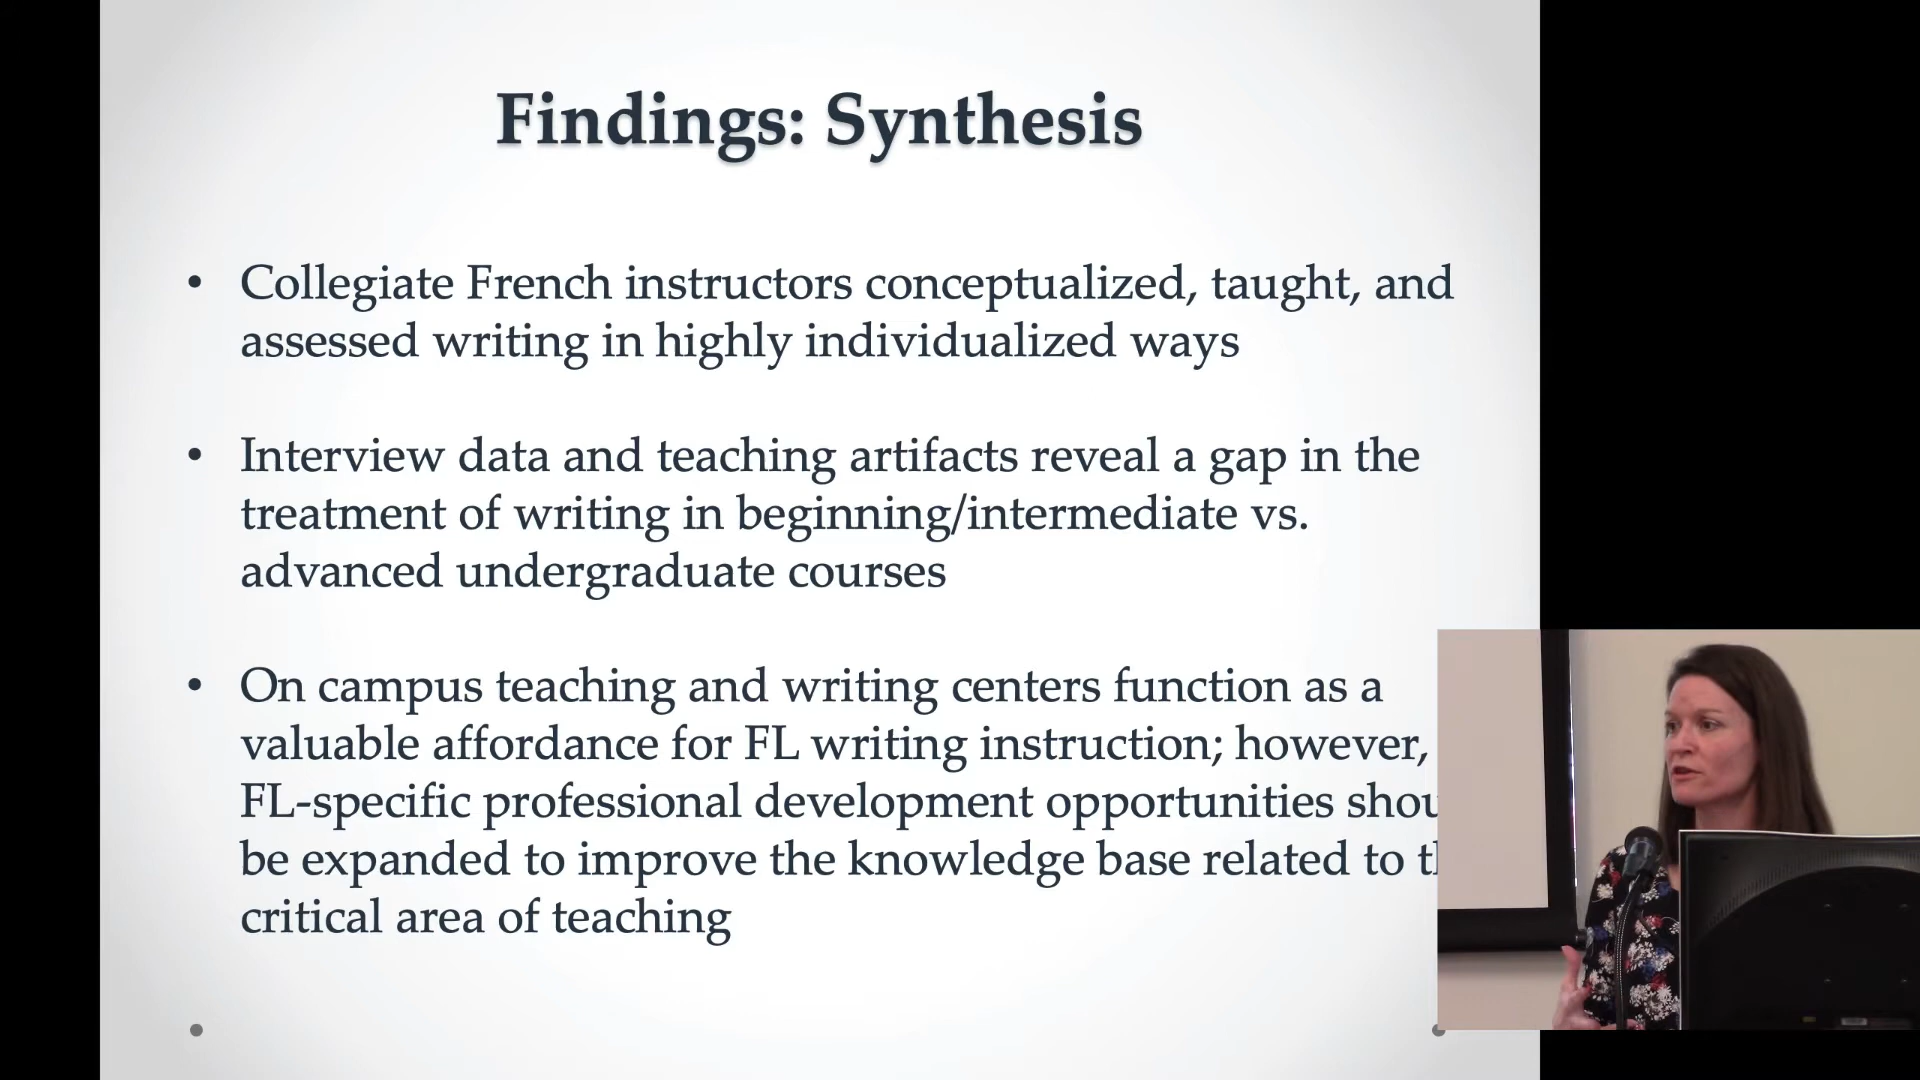 Findings: Synthesis
• Collegiate French instructors conceptualized, taught, and
assessed writing in highly individualized ways
• Interview data and teaching artifacts reveal a gap in the
treatment of writing in beginning/intermediate vs.
advanced undergraduate courses
• On campus teaching and writing centers function as a
valuable affordance for FL writing instruction; however,
FL-specific professional development opportunities
be expanded to improve the knowledge base related to
critical area of teaching